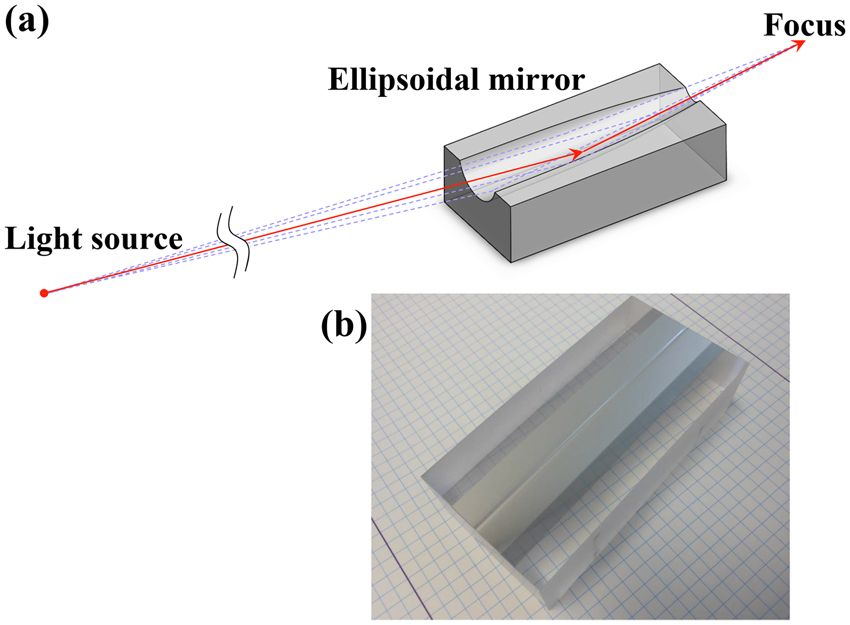 (a)
Focus
Ellipsoidal mirror
Light source
(b)